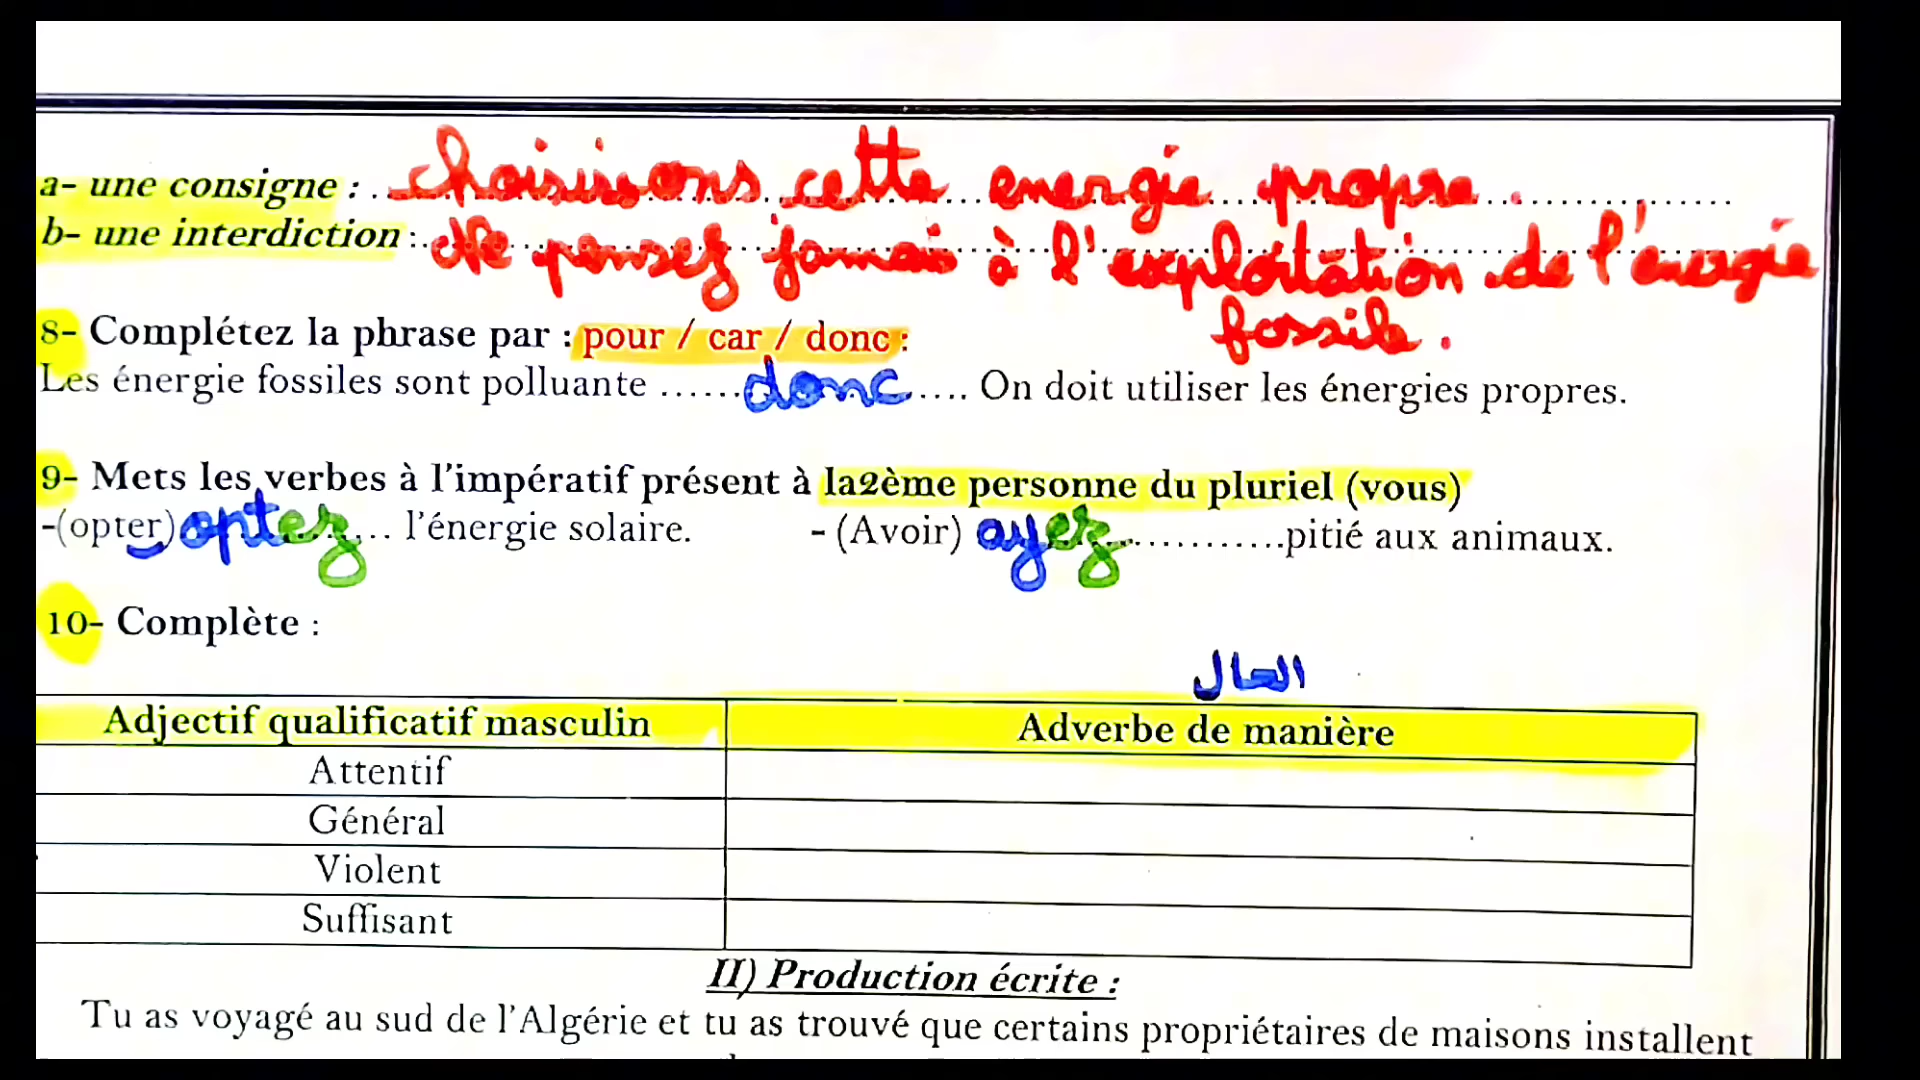 a- une consigne : choisissons cette energie propre.
b- une interdiction : Ne pensez jamais à l'exploitation de l'énergie
fossile.
8- Complétez la phrase par : pour / car / donc :
Les énergie fossiles sont polluante ......donc.... On doit utiliser les énergies propres.
9- Mets les verbes à l'impératif présent à la2ème personne du pluriel (vous)
-(opter) optez... l'énergie solaire. - (Avoir) ayez............pitié aux animaux.
10- Complète :
الحال
Adjectif qualificatif masculin Adverbe de manière
Attentif
Général
Violent
Suffisant
II) Production écrite :
Tu as voyagé au sud de l'Algérie et tu as trouvé que certains propriétaires de maisons installent